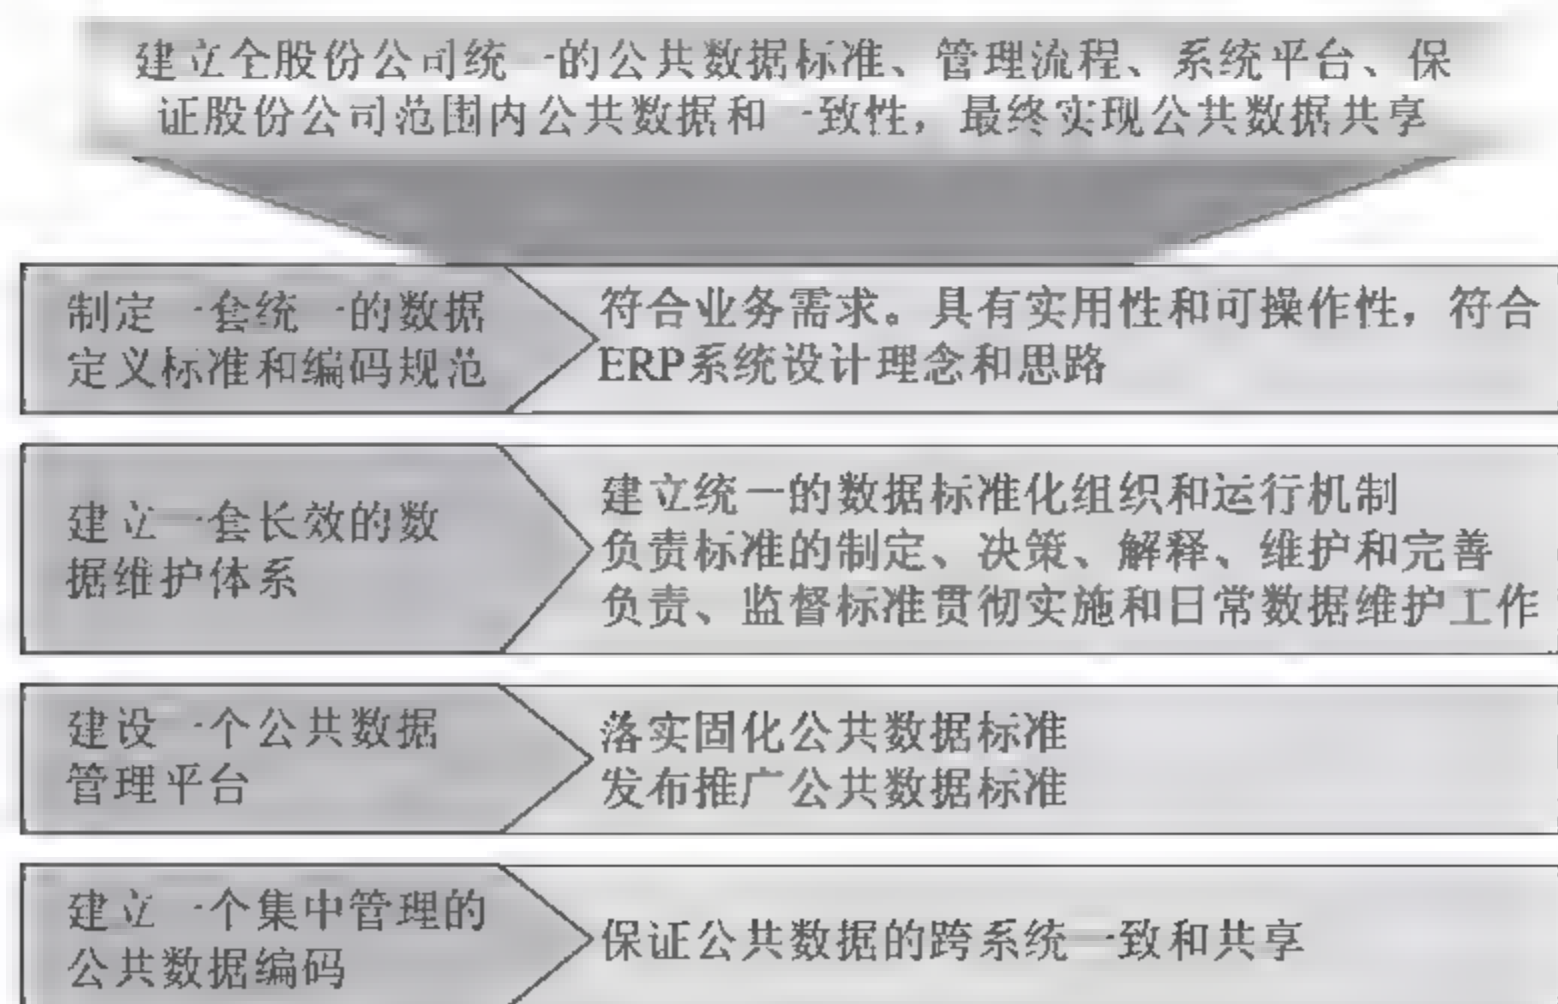 建立全股份公司统一的公共数据标准、管理流程、系统平台、保
证股份公司范围内公共数据和一致性，最终实现公共数据共享
制定一套统一的数据
定义标准和编码规范
符合业务需求。具有实用性和可操作性，符合
ERP系统设计理念和思路
建立一套长效的数
据维护体系
建立统一的数据标准化组织和运行机制
负责标准的制定、决策、解释、维护和完善
负责、监督标准贯彻实施和日常数据维护工作
建设一个公共数据
管理平台
落实固化公共数据标准
发布推广公共数据标准
建立一个集中管理的
公共数据编码
保证公共数据的跨系统一致和共享